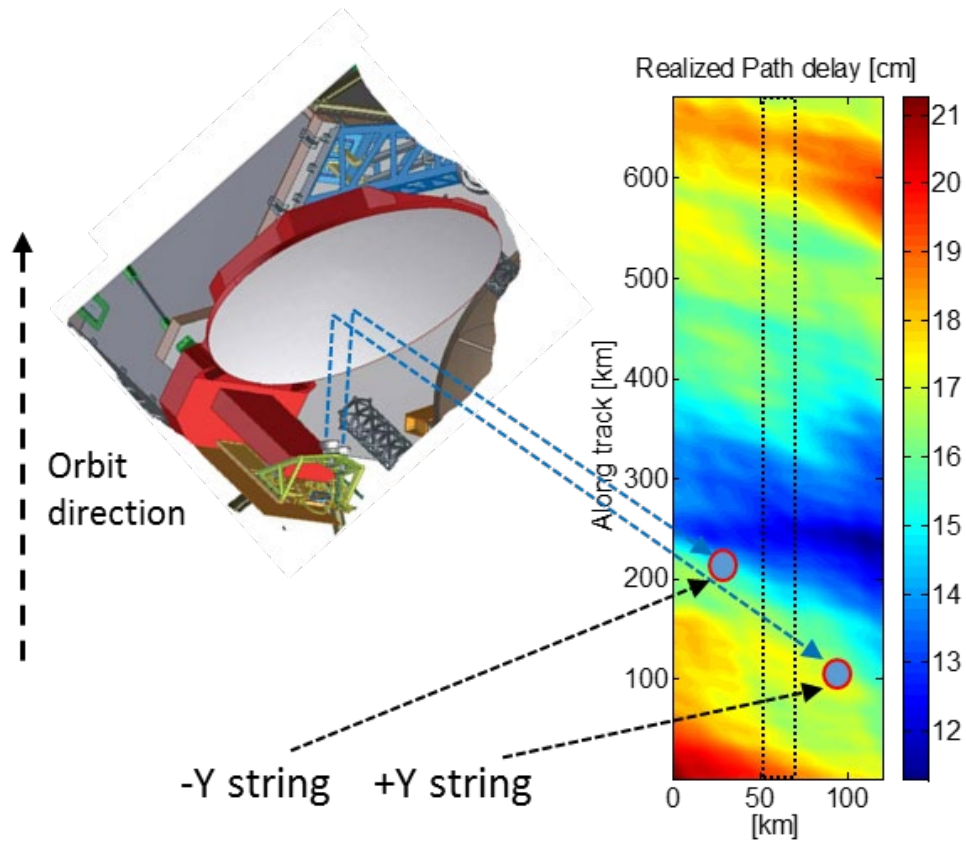 Realized Path delay [cm]
21
20
19
18
17
16
15
14
13
12
600
500
400
300
200
100
Along track [km]
0
50
100
[km]
Orbit
direction
-Y string
+Y string